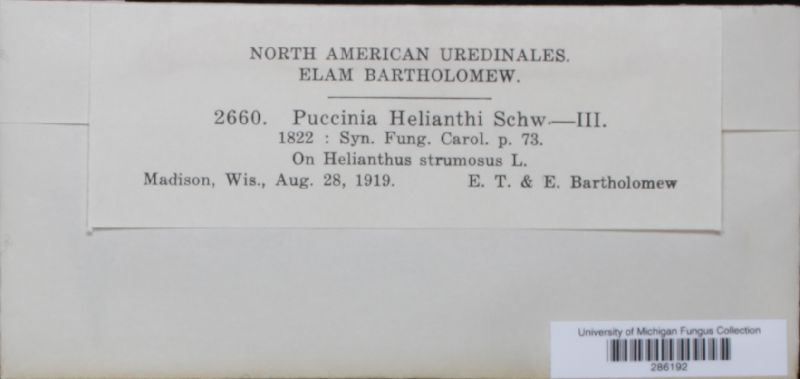 NORTH AMERICAN UREDINALES.
ELAM BARTHOLOMEW.
2660. Puccinia Helianthi Schw.—III.
1822 : Syn. Fung. Carol. p. 73.
On Helianthus strumosus L.
Madison, Wis., Aug. 28, 1919. E. T. & E. Bartholomew
University of Michigan Fungus Collection
286192